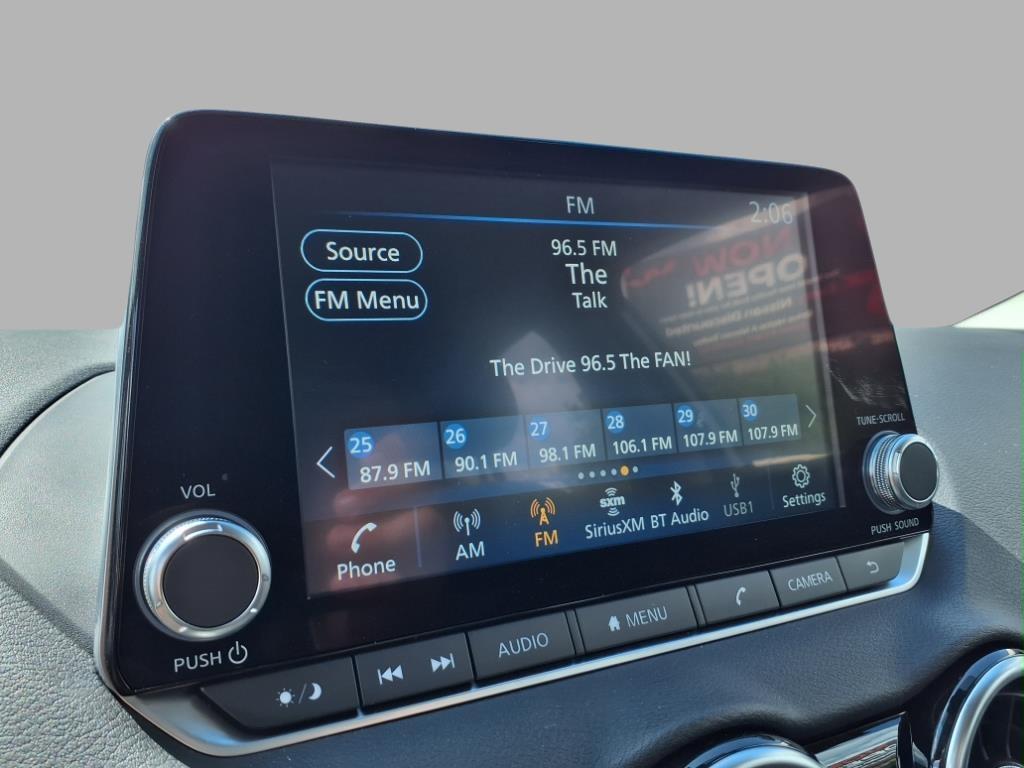 FM
2:06
Source
FM Menu
96.5 FM
The
Talk
NOW
OPEN!
Nissan Discounted
The Drive 96.5 The FAN!
25 26 27 28 29 30
87.9 FM 90.1 FM 98.1 FM 106.1 FM 107.9 FM 107.9 FM
TUNE·SCROLL
VOL
Phone
AM
FM
sxm
SiriusXM
BT Audio
USB1
Settings
PUSH SOUND
PUSH
AUDIO
MENU
CAMERA